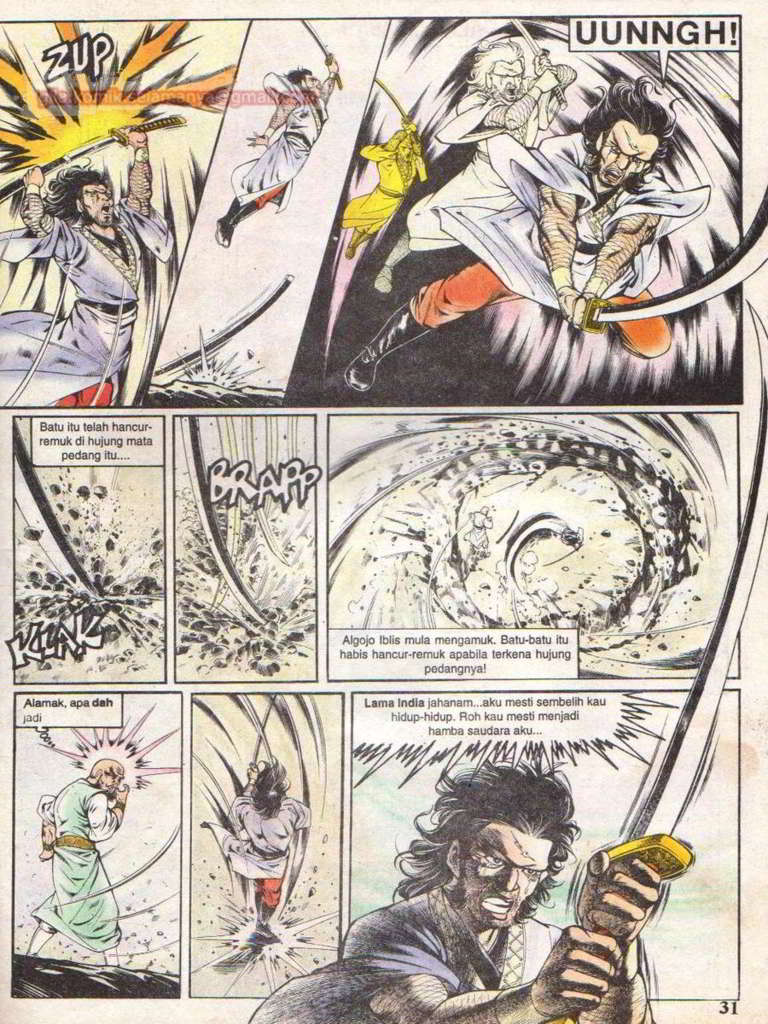 ZUP
UUNNGH!
Batu itu telah hancur-
remuk di hujung mata
pedang itu....
KLAK
BRAPP
Algojo Iblis mula mengamuk. Batu-batu itu
habis hancur-remuk apabila terkena hujung
pedangnya!
Alamak, apa dah
jadi
Lama India jahanam...aku mesti sembelih kau
hidup-hidup. Roh kau mesti menjadi
hamba saudara aku...
31